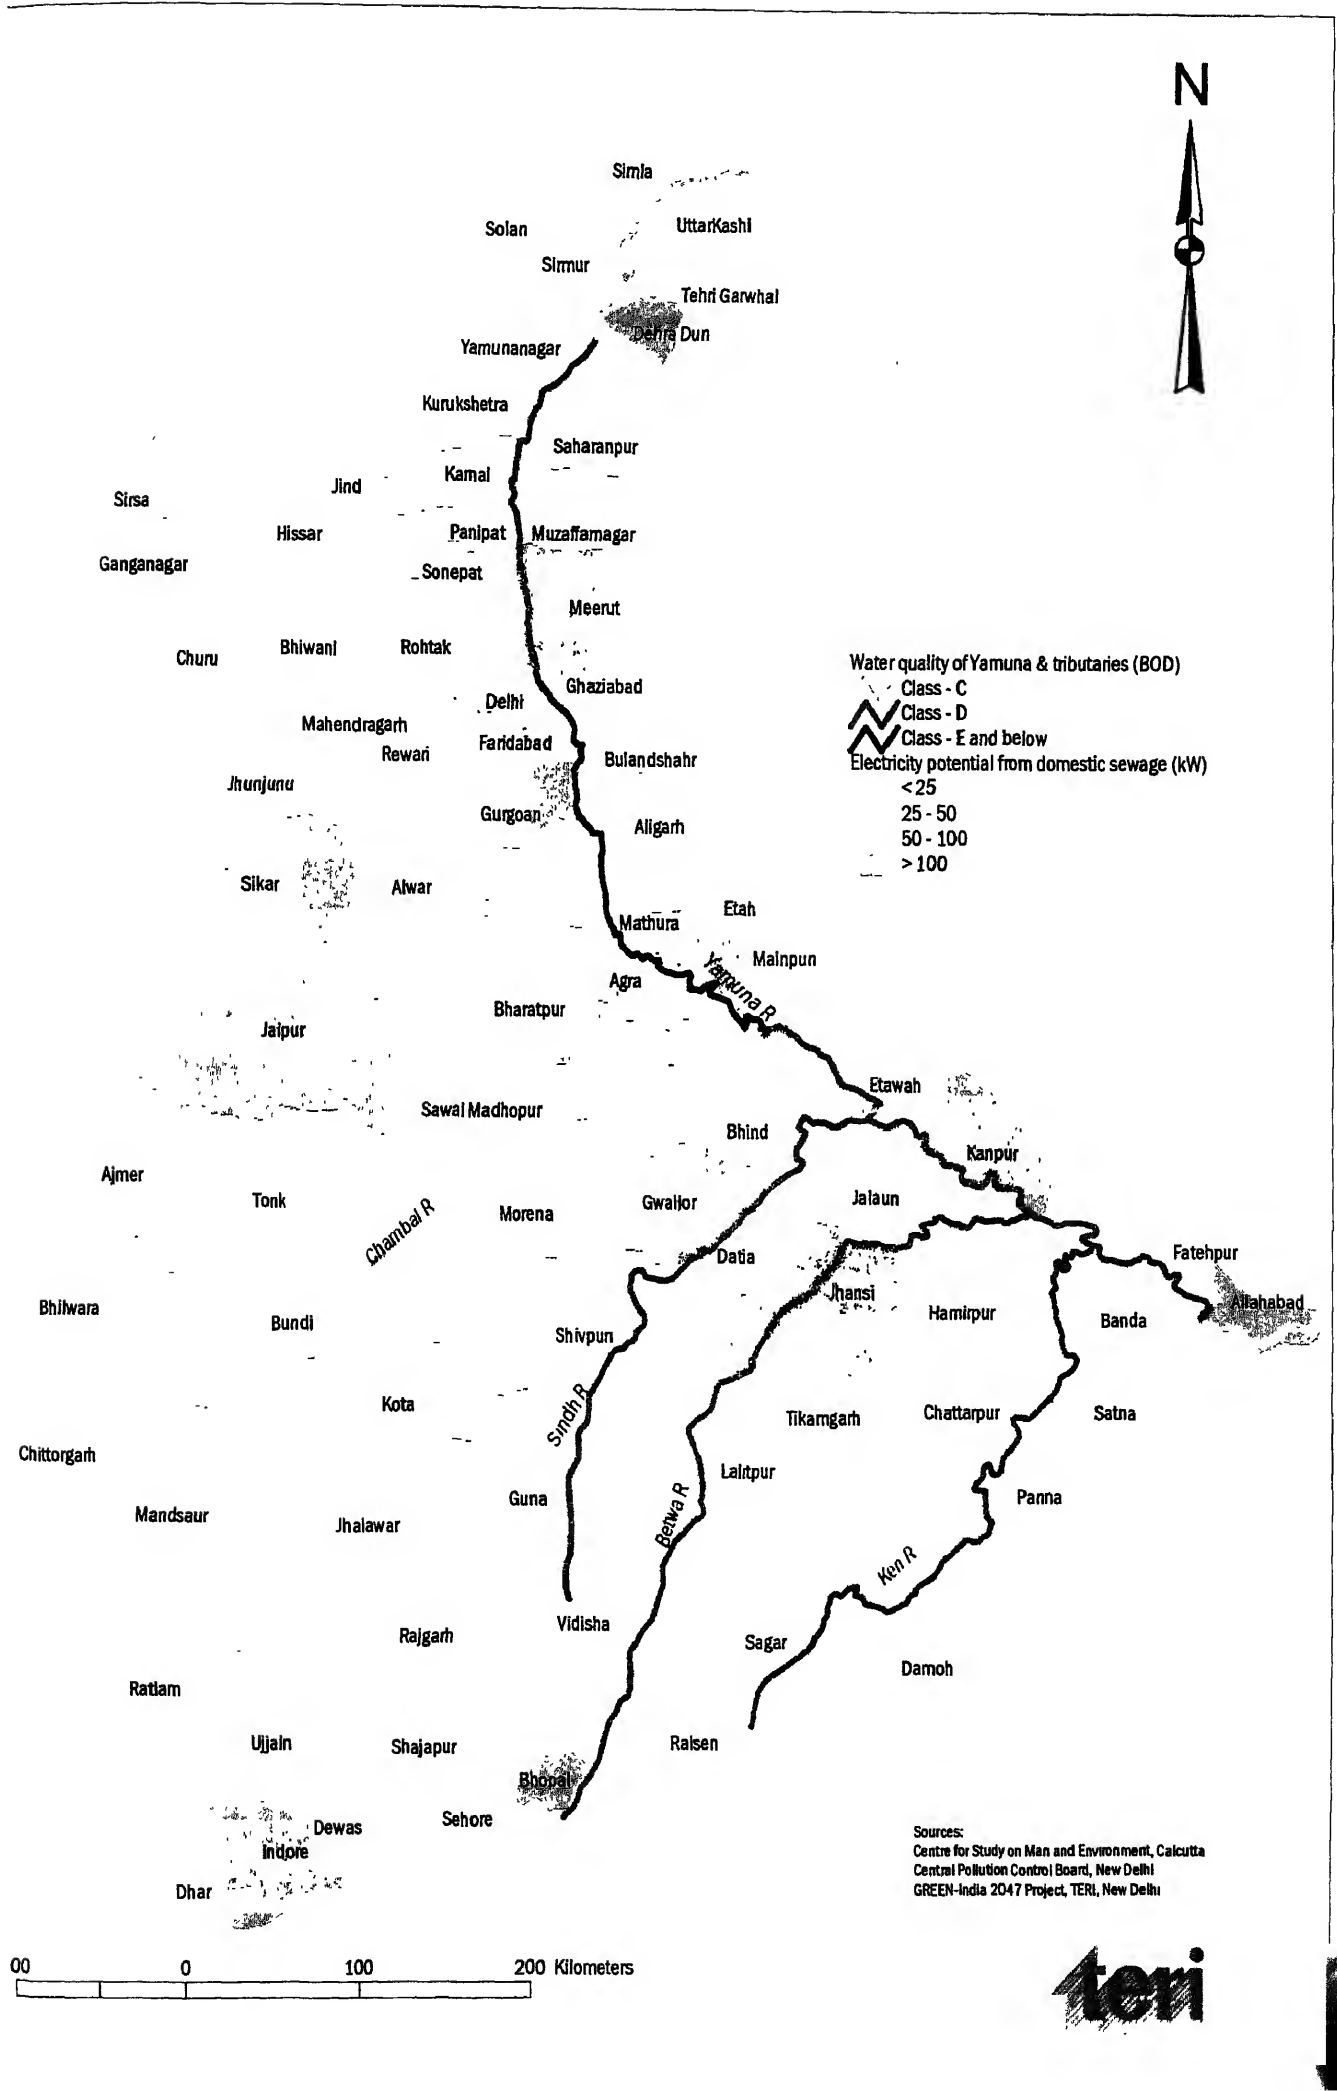 N
Simla
UttarKashi
Solan
Sirmur
Tehri Garwhal
Dehra Dun
Yamunanagar
Kurukshetra
Saharanpur
Karnal
Jind
Sirsa
Hissar
Panipat
Muzaffarnagar
Ganganagar
Sonepat
Meerut
Churu
Bhiwani
Rohtak
Ghaziabad
Delhi
Mahendragarh
Rewari
Faridabad
Bulandshahr
Jhunjunu
Gurgoan
Aligarh
Water quality of Yamuna & tributaries (BOD)
Class - C
Class - D
Class - E and below
Electricity potential from domestic sewage (kW)
<25
25 - 50
50 - 100
>100
Sikar
Alwar
Etah
Mathura
Mainpuri
Yamuna R
Agra
Bharatpur
Jaipur
Etawah
Sawai Madhopur
Bhind
Kanpur
Ajmer
Tonk
Chambal R
Morena
Gwalior
Jalaun
Datia
Fatehpur
Jhansi
Allahabad
Bhilwara
Bundi
Shivpuri
Hamirpur
Banda
Kota
Sindh R
Tikamgarh
Chattarpur
Satna
Chittorgarh
Lalitpur
Guna
Betwa R
Panna
Mandsaur
Jhalawar
Ken R
Vidisha
Rajgarh
Sagar
Damoh
Ratlam
Ujjain
Shajapur
Raisen
Bhopal
Dewas
Sehore
Indore
Dhar
Sources:
Centre for Study on Man and Environment, Calcutta
Central Pollution Control Board, New Delhi
GREEN-India 2047 Project, TERI, New Delhi
00 0 100 200 Kilometers
teri